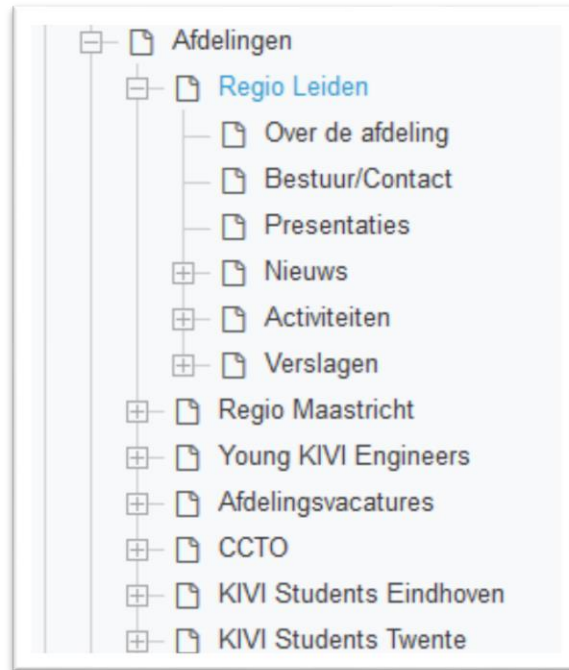 Afdelingen
Regio Leiden
Over de afdeling
Bestuur/Contact
Presentaties
Nieuws
Activiteiten
Verslagen
Regio Maastricht
Young KIVI Engineers
Afdelingsvacatures
CCTO
KIVI Students Eindhoven
KIVI Students Twente